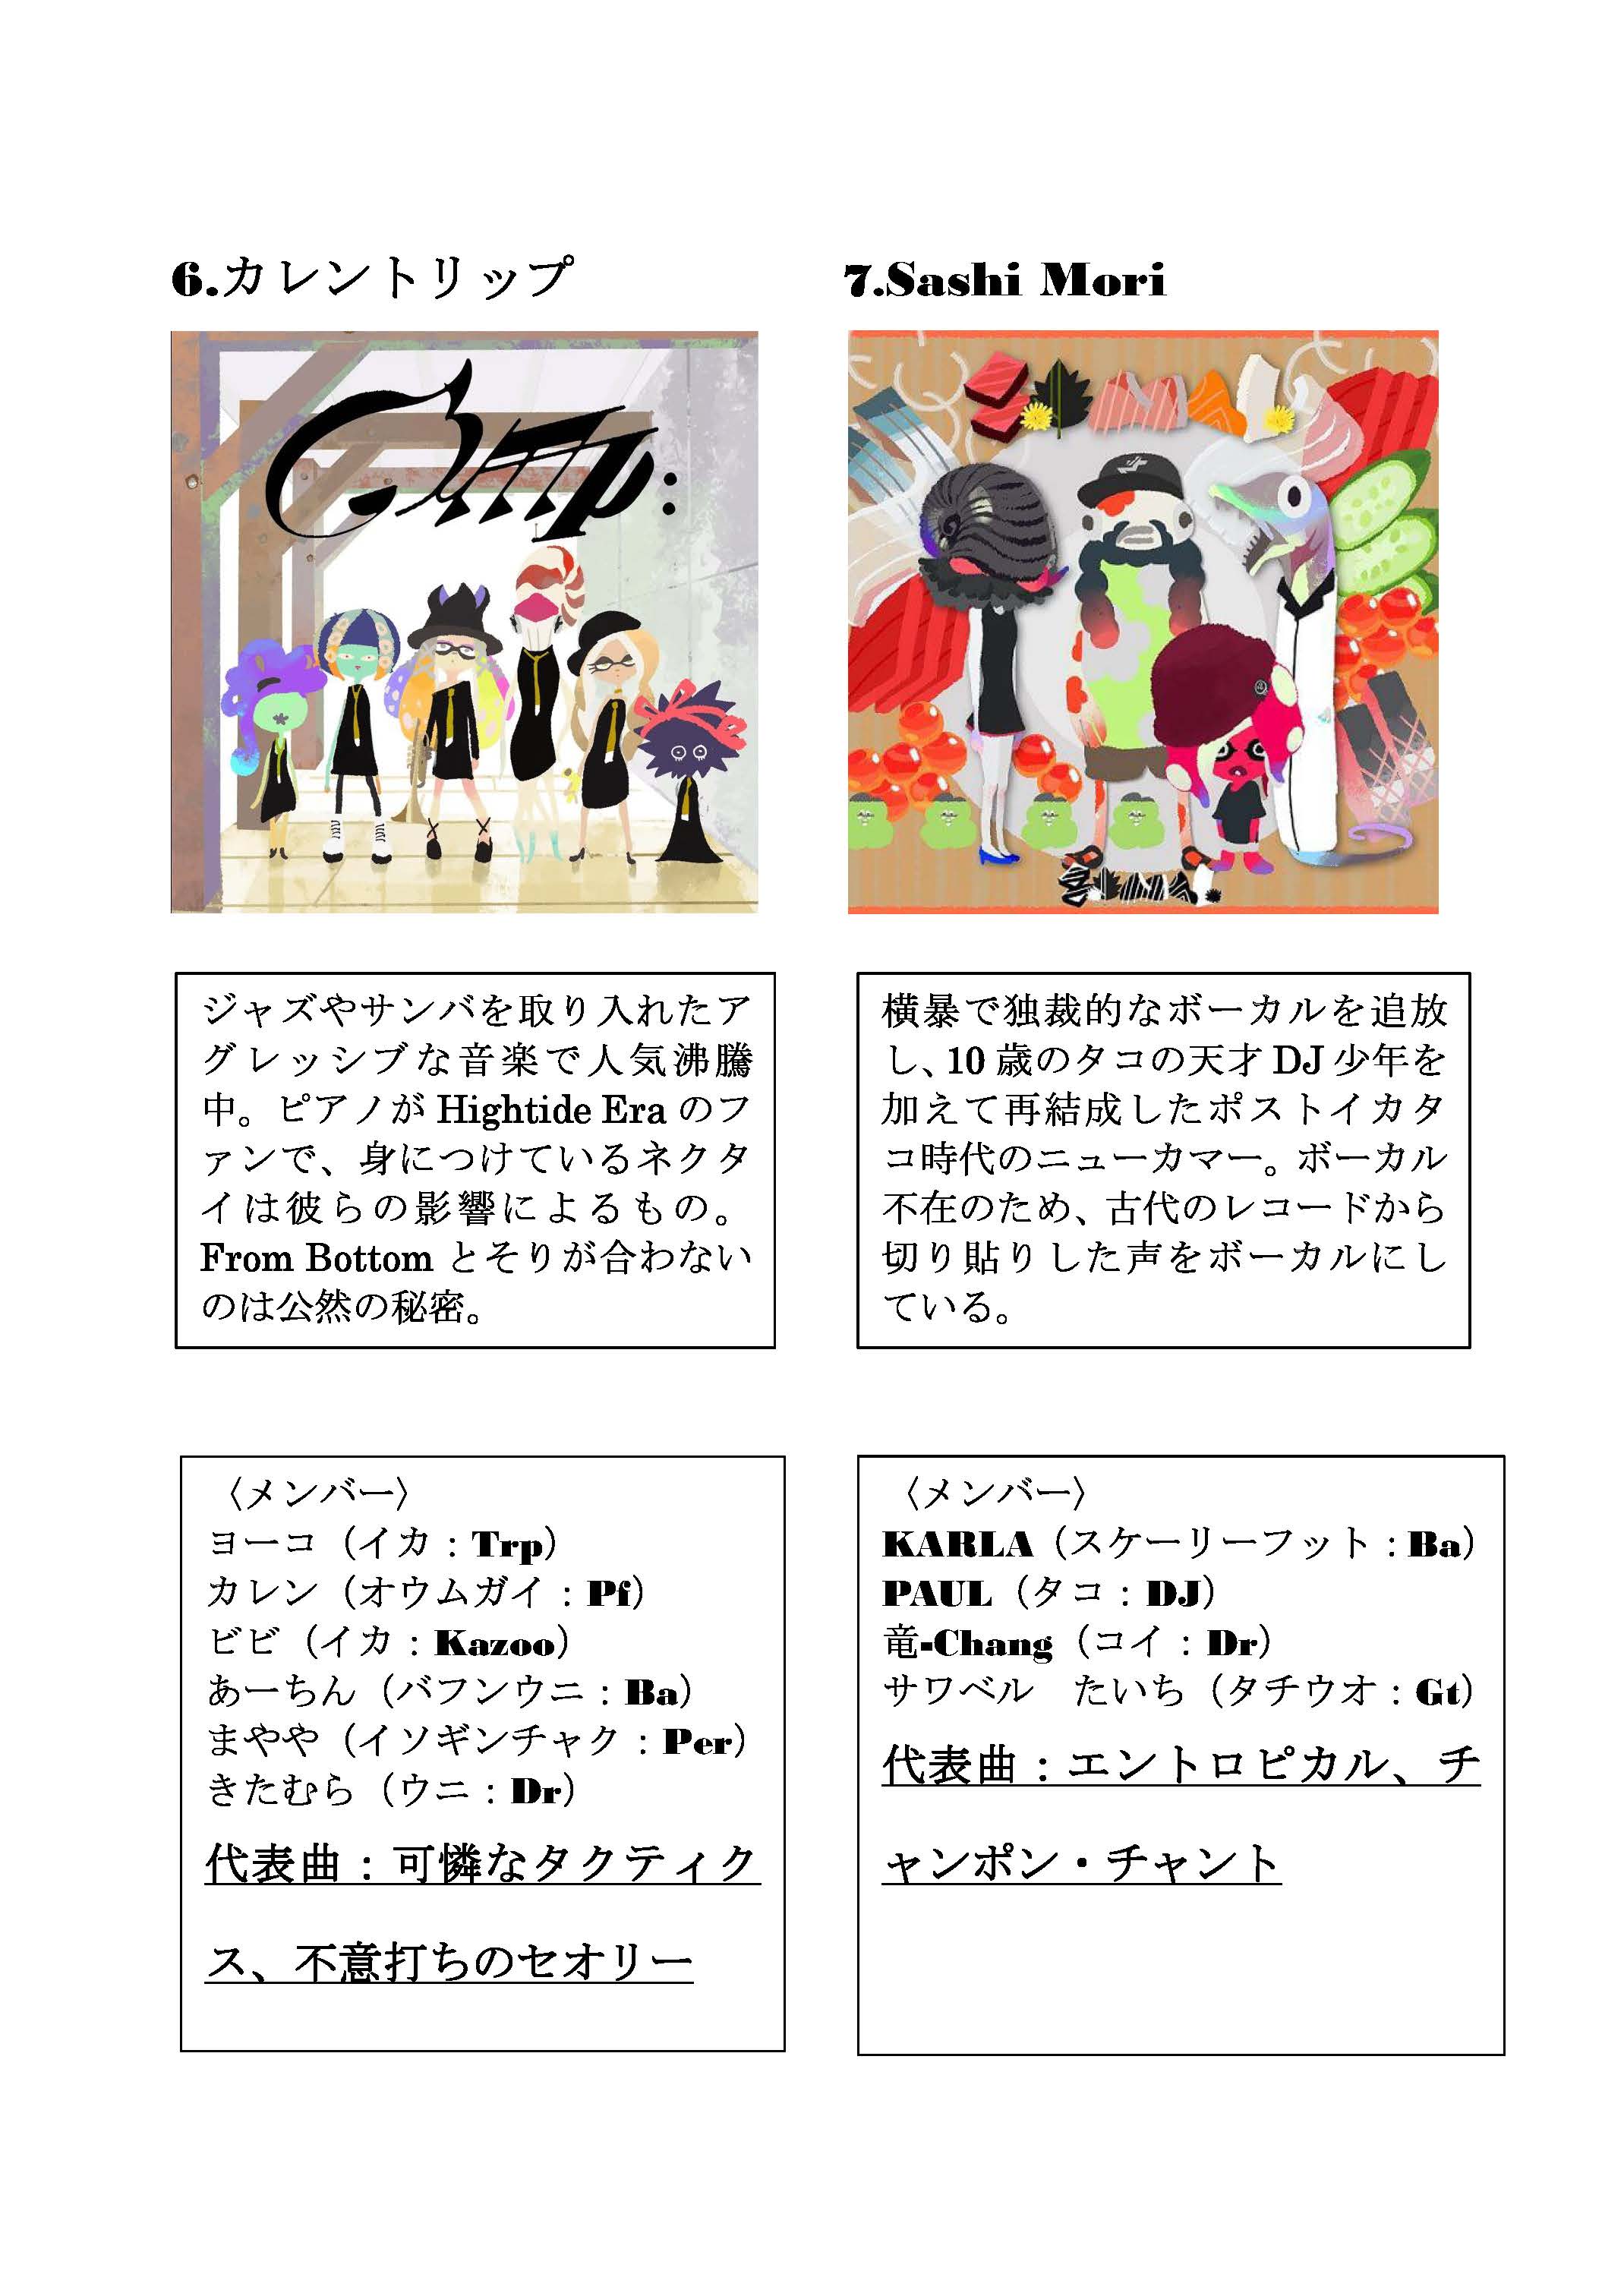 6.カレントリップ
ジャズやサンバを取り入れたア
グレッシブな音楽で人気沸騰
中。ピアノが Hightide Era のフ
ァンで、身につけているネクタ
イは彼らの影響によるもの。
From Bottom とそりが合わない
のは公然の秘密。
〈メンバー〉
ヨーコ（イカ：Trp）
カレン（オウムガイ：Pf）
ビビ（イカ：Kazoo）
あーちん（バフンウニ：Ba）
まやや（イソギンチャク：Per）
きたむら（ウニ：Dr）
代表曲：可憐なタクティク
ス、不意打ちのセオリー
7.Sashi Mori
横暴で独裁的なボーカルを追放
し、10 歳のタコの天才 DJ 少年を
加えて再結成したポストイカタ
コ時代のニューカマー。ボーカル
不在のため、古代のレコードから
切り貼りした声をボーカルにし
ている。
〈メンバー〉
KARLA（スケーリーフット：Ba）
PAUL（タコ：DJ）
竜-Chang（コイ：Dr）
サワベル　たいち（タチウオ：Gt）
代表曲：エントロピカル、チ
ャンポン・チャント